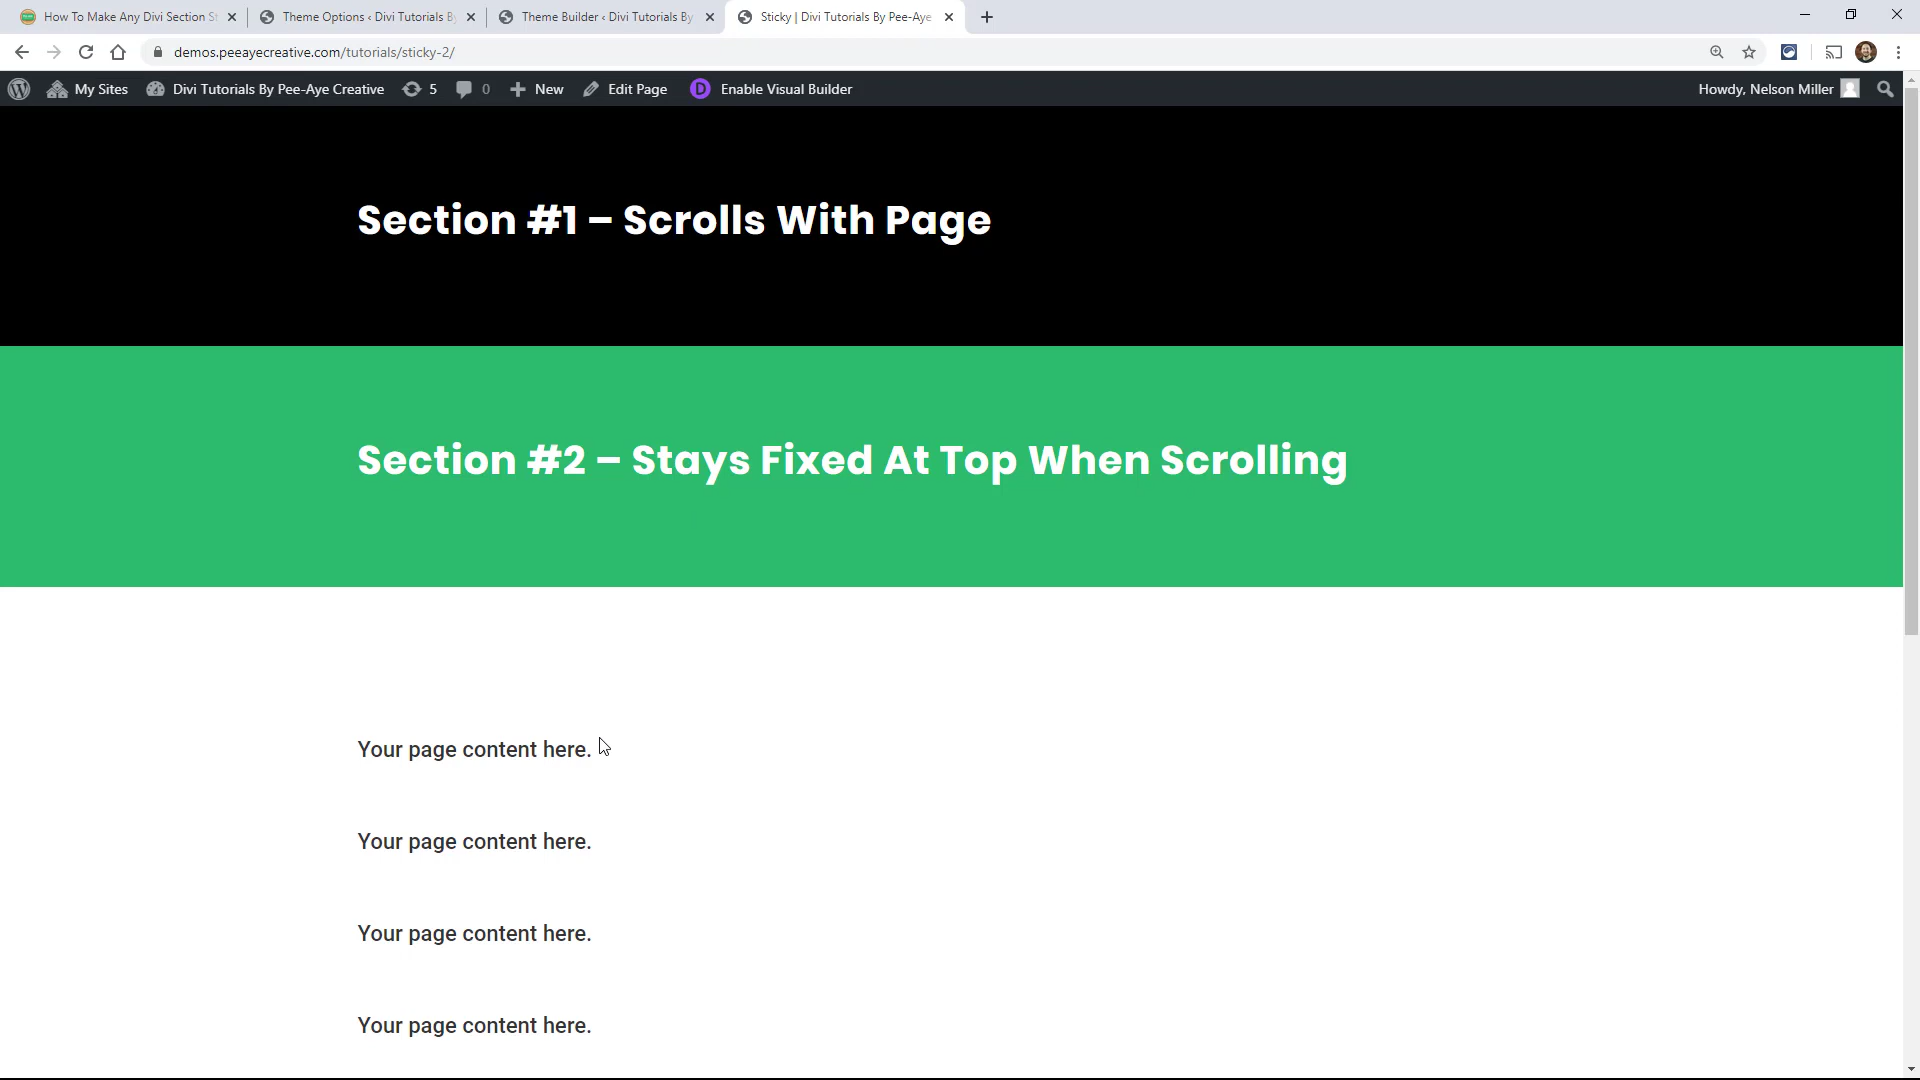 How To Make Any Divi Section St
Theme Options ‹ Divi Tutorials By
Theme Builder ‹ Divi Tutorials By
Sticky | Divi Tutorials By Pee-Aye
demos.peeayecreative.com/tutorials/sticky-2/
My Sites
Divi Tutorials By Pee-Aye Creative
5
0
New
Edit Page
D
Enable Visual Builder
Howdy, Nelson Miller
Section #1 – Scrolls With Page
Section #2 – Stays Fixed At Top When Scrolling
Your page content here.
Your page content here.
Your page content here.
Your page content here.